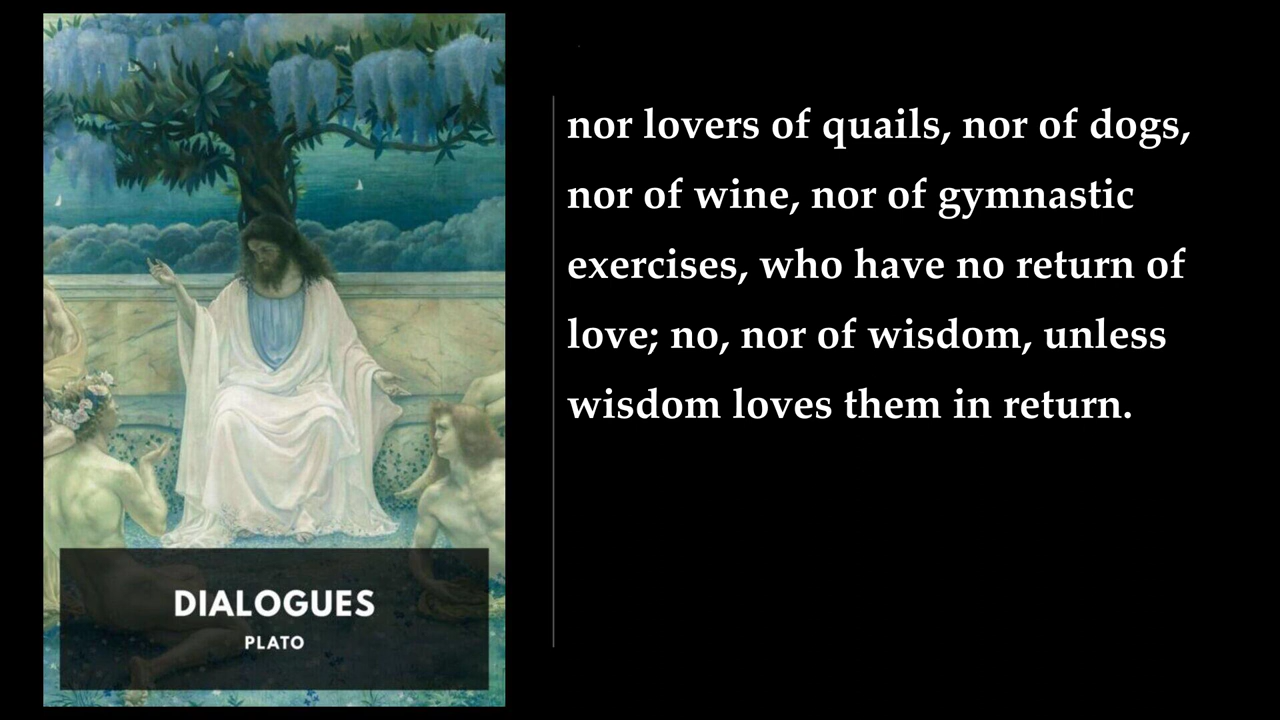 nor lovers of quails, nor of dogs,
nor of wine, nor of gymnastic
exercises, who have no return of
love; no, nor of wisdom, unless
wisdom loves them in return.
DIALOGUES
PLATO